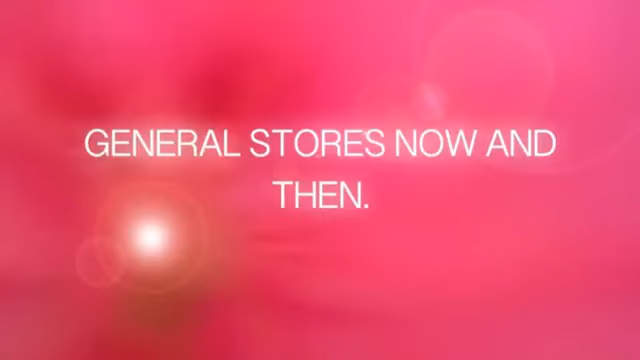 GENERAL STORES NOW AND
THEN.